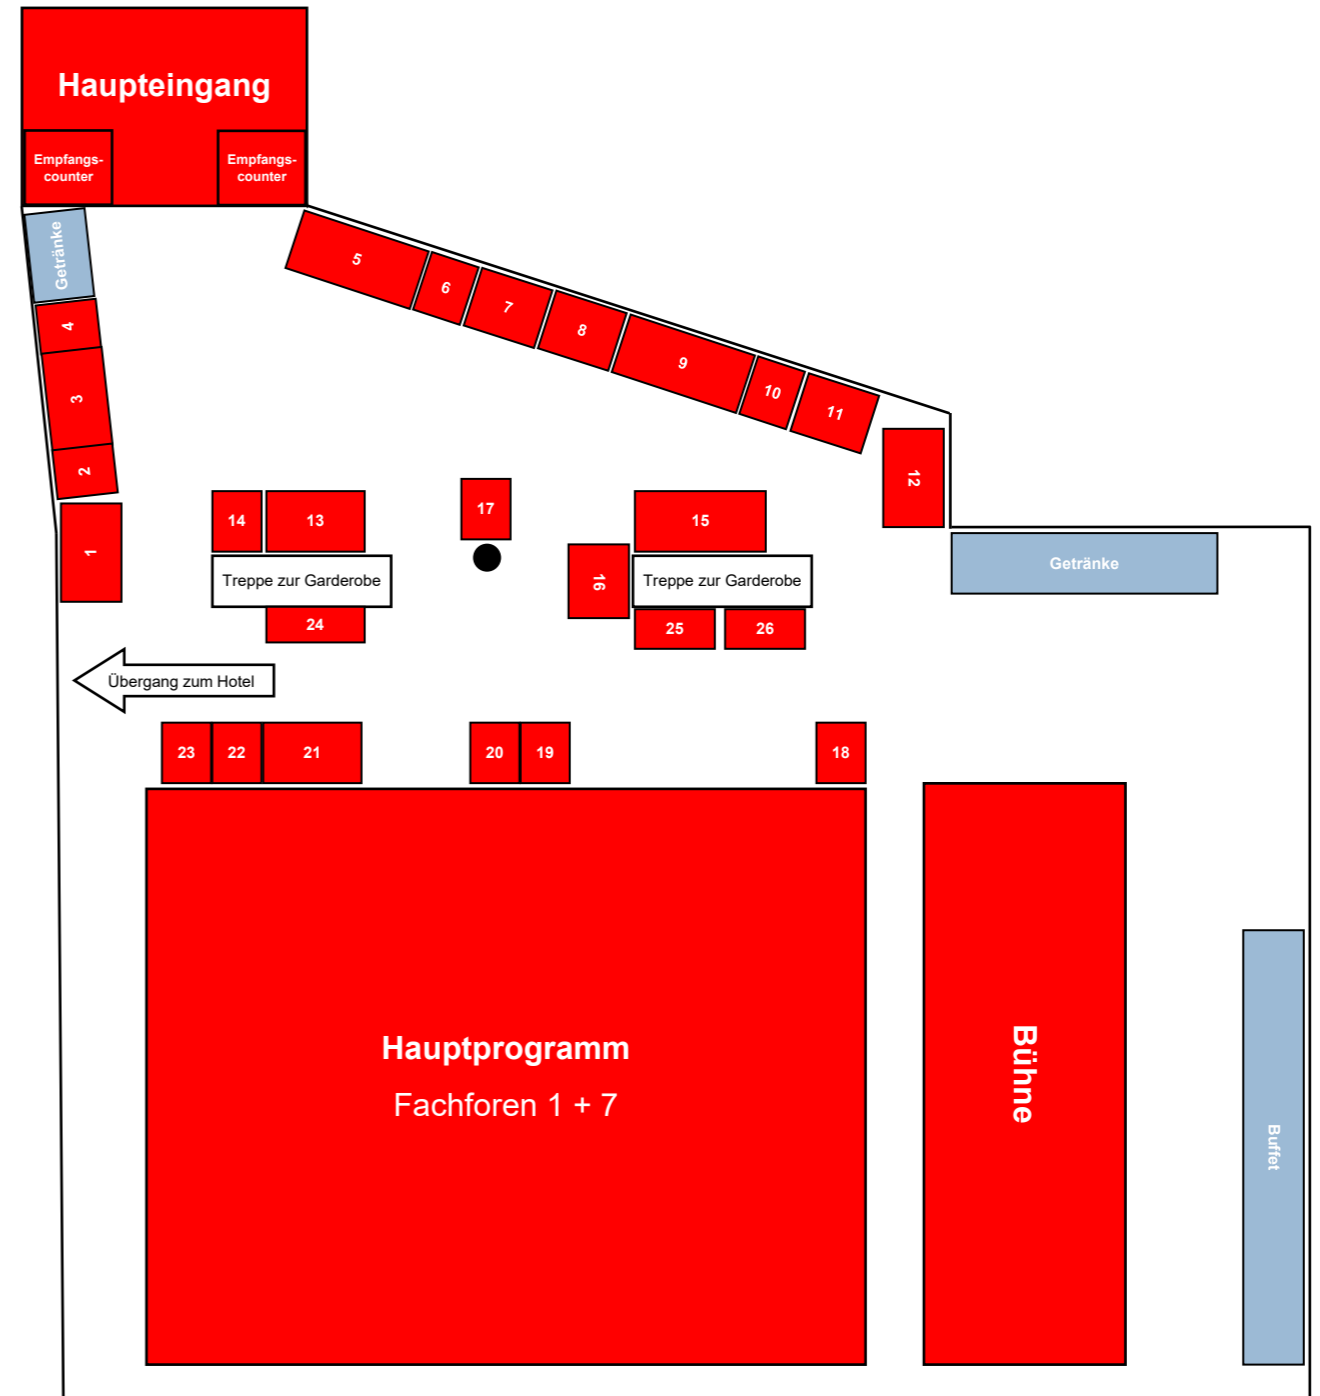 Haupteingang
Empfangs-
counter
Empfangs-
counter
Getränke
4
3
2
1
5
6
7
8
9
10
11
12
14
13
17
15
16
Treppe zur Garderobe
Treppe zur Garderobe
24
25
26
Getränke
Übergang zum Hotel
23
22
21
20
19
18
Hauptprogramm
Fachforen 1 + 7
Bühne
Buffet